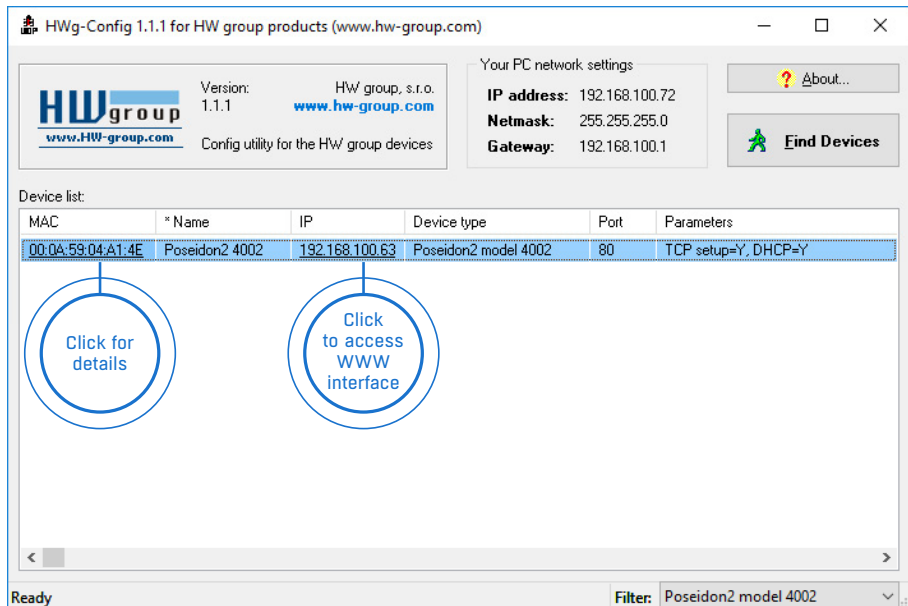 HWg-Config 1.1.1 for HW group products (www.hw-group.com)
HWgroup
www.HW-group.com
Version:
1.1.1
HW group, s.r.o.
www.hw-group.com
Config utility for the HW group devices
Your PC network settings
IP address: 192.168.100.72
Netmask: 255.255.255.0
Gateway: 192.168.100.1
? About...
Find Devices
Device list:
MAC * Name IP Device type Port Parameters
00:0A:59:04:A1:4E Poseidon2 4002 192.168.100.63 Poseidon2 model 4002 80 TCP setup=Y, DHCP=Y
Click for
details
Click
to access
WWW
interface
Ready
Filter: Poseidon2 model 4002